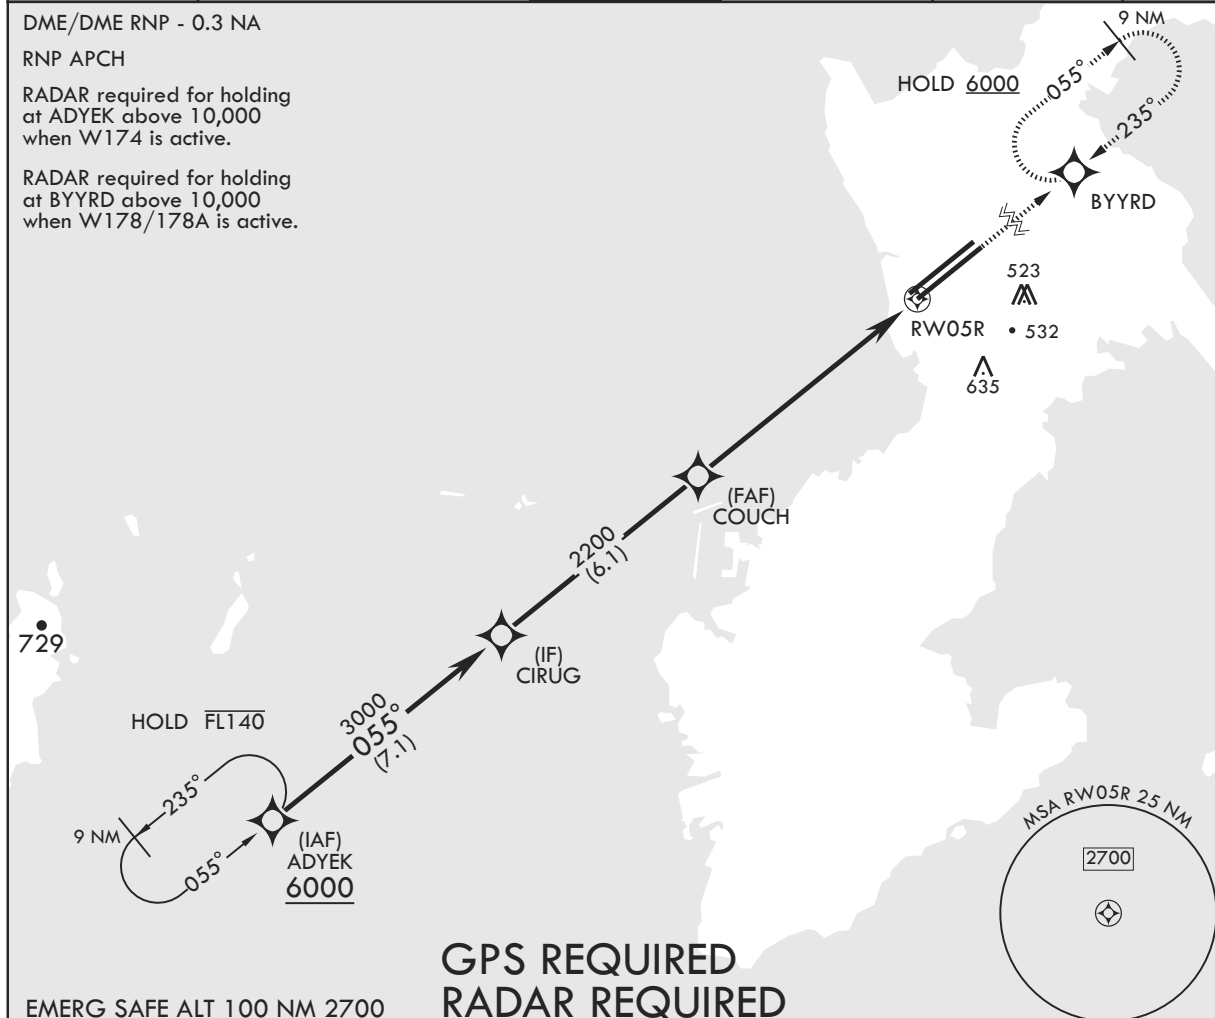 DME/DME RNP - 0.3 NA
RNP APCH
RADAR required for holding
at ADYEK above 10,000
when W174 is active.
RADAR required for holding
at BYYRD above 10,000
when W178/178A is active.
9 NM
HOLD 6000
055°
235°
BYYRD
523
RW05R
532
635
(FAF)
COUCH
2200
(6.1)
729
(IF)
CIRUG
3000
055°
(7.1)
HOLD FL140
235°
9 NM
055°
(IAF)
ADYEK
6000
MSA RW05R 25 NM
2700
GPS REQUIRED
RADAR REQUIRED
EMERG SAFE ALT 100 NM 2700